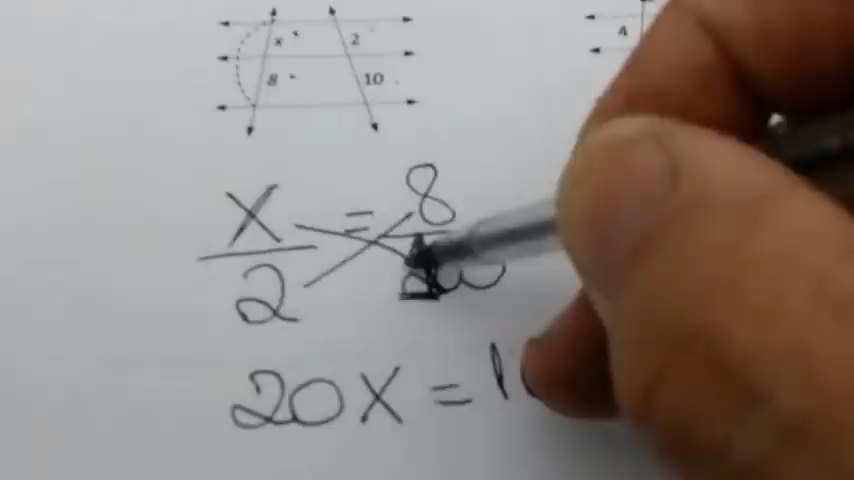 x 2 4
8 10
X = 8
2
20X = 1